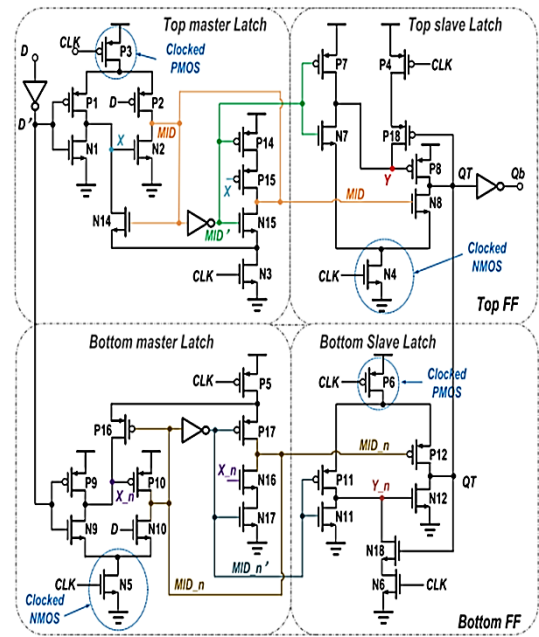 Top master Latch
Top slave Latch
D
CLK
P3
Clocked
PMOS
P7
P4
CLK
P1
D
P2
D'
MID
P14
N7
P18
N1
X
N2
P15
X
P8
QT
Qb
Y
MID
N8
N14
MID'
N15
CLK
N3
CLK
N4
Clocked
NMOS
Top FF
Bottom master Latch
Bottom Slave Latch
CLK
P5
CLK
P6
Clocked
PMOS
P16
P17
MID_n
P12
P9
X_n
P10
X_n
N16
P11
QT
Y_n
N12
N9
D
N10
N17
N11
MID_n'
N18
CLK
N5
MID_n
N6
CLK
Clocked
NMOS
Bottom FF